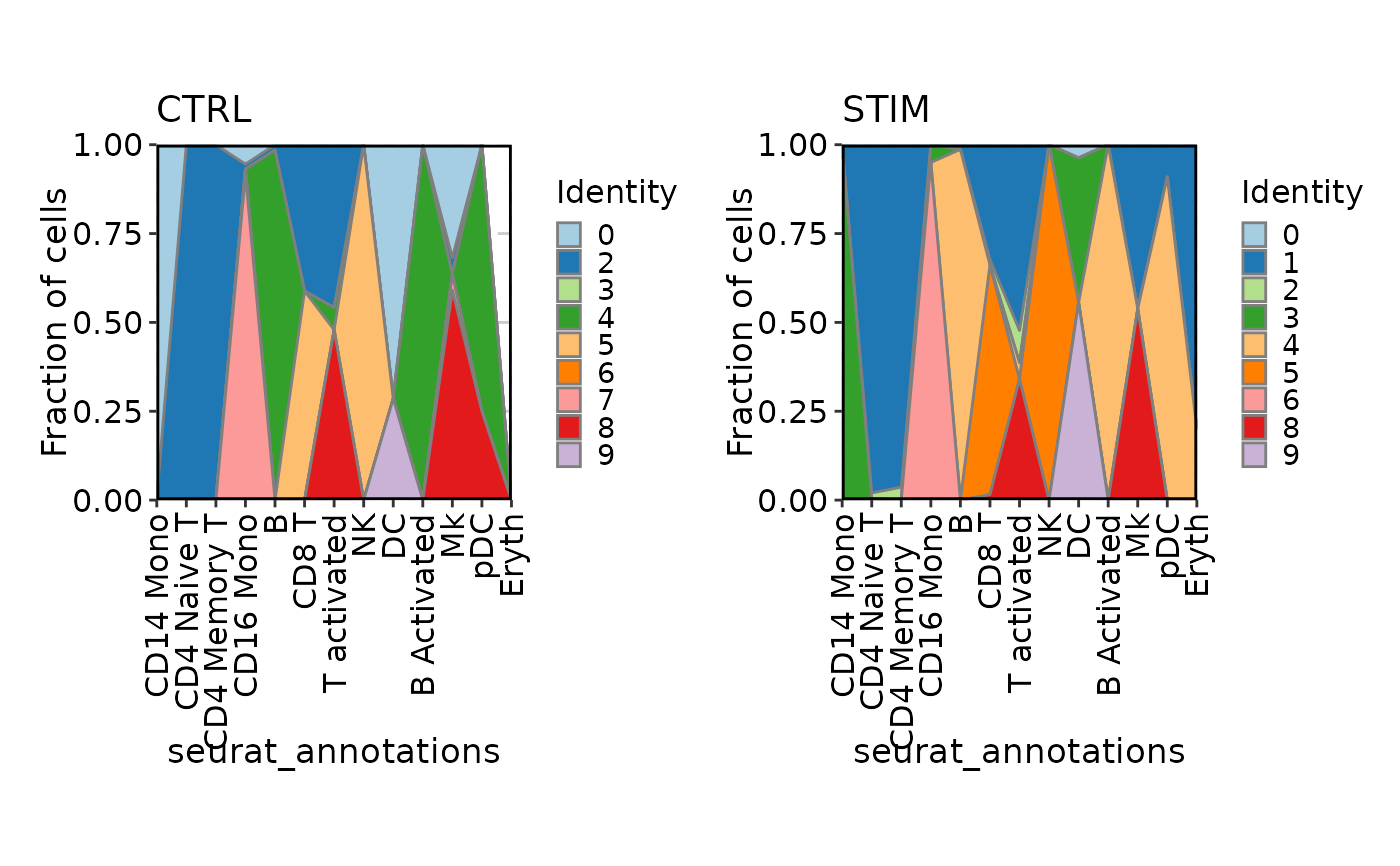 CTRL
Fraction of cells
1.00
0.75
0.50
0.25
0.00
CD14 Mono
CD4 Naive T
CD4 Memory T
CD16 Mono
B
CD8 T
T activated
NK
DC
B Activated
Mk
pDC
Eryth
seurat_annotations
Identity
0
2
3
4
5
6
7
8
9
STIM
Fraction of cells
1.00
0.75
0.50
0.25
0.00
CD14 Mono
CD4 Naive T
CD4 Memory T
CD16 Mono
B
CD8 T
T activated
NK
DC
B Activated
Mk
pDC
Eryth
seurat_annotations
Identity
0
1
2
3
4
5
6
8
9